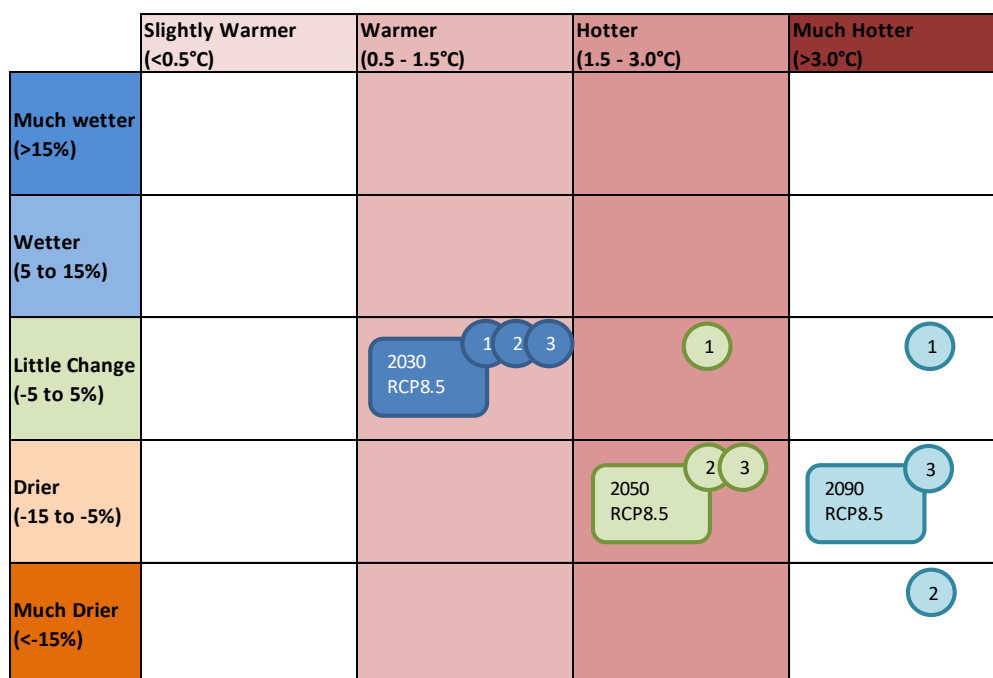 Slightly Warmer
(<0.5°C)
Warmer
(0.5 - 1.5°C)
Hotter
(1.5 - 3.0°C)
Much Hotter
(>3.0°C)
Much wetter
(>15%)
Wetter
(5 to 15%)
Little Change
(-5 to 5%)
2030
RCP8.5
1
2
3
1
1
Drier
(-15 to -5%)
2050
RCP8.5
2
3
2090
RCP8.5
3
Much Drier
(<-15%)
2